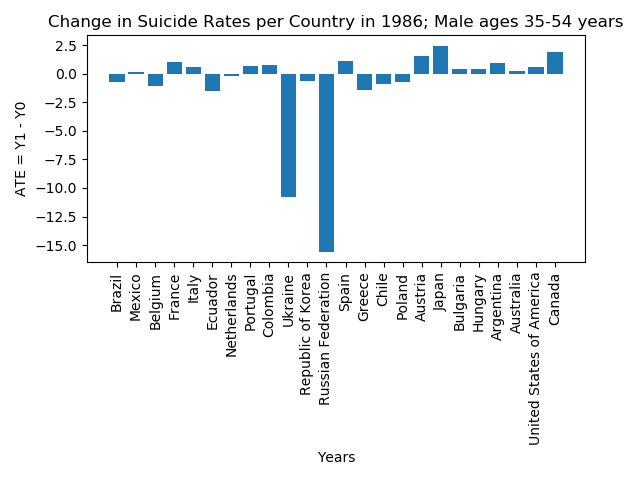 Change in Suicide Rates per Country in 1986; Male ages 35-54 years
2.5
0.0
−2.5
−5.0
−7.5
−10.0
−12.5
−15.0
ATE = Y1 - Y0
Brazil
Mexico
Belgium
France
Italy
Ecuador
Netherlands
Portugal
Colombia
Ukraine
Republic of Korea
Russian Federation
Spain
Greece
Chile
Poland
Austria
Japan
Bulgaria
Hungary
Argentina
Australia
United States of America
Canada
Years